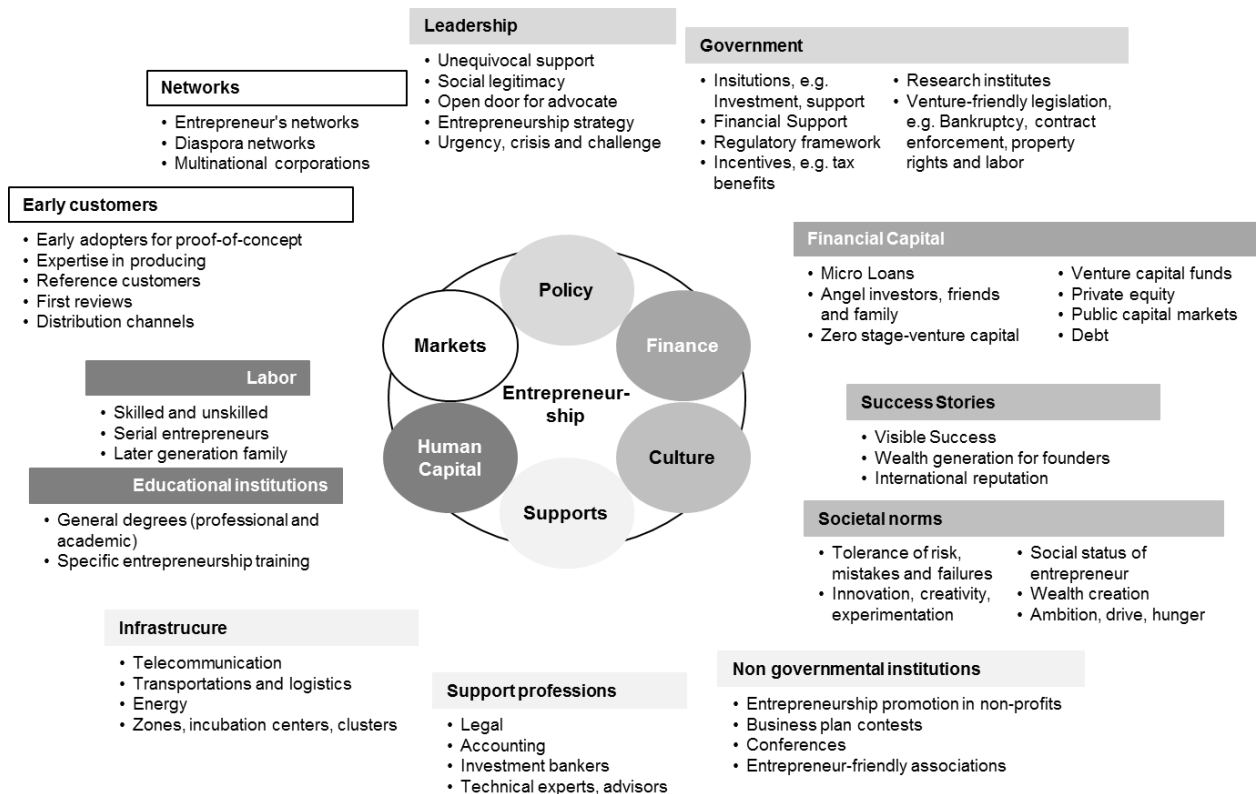 Leadership
• Unequivocal support
• Social legitimacy
• Open door for advocate
• Entrepreneurship strategy
• Urgency, crisis and challenge
Government
• Insitutions, e.g.
Investment, support
• Financial Support
• Regulatory framework
• Incentives, e.g. tax
benefits
• Research institutes
• Venture-friendly legislation,
e.g. Bankruptcy, contract
enforcement, property
rights and labor
Networks
• Entrepreneur's networks
• Diaspora networks
• Multinational corporations
Early customers
• Early adopters for proof-of-concept
• Expertise in producing
• Reference customers
• First reviews
• Distribution channels
Financial Capital
• Micro Loans
• Angel investors, friends
and family
• Zero stage-venture capital
• Venture capital funds
• Private equity
• Public capital markets
• Debt
Policy
Markets
Finance
Entrepreneur-
ship
Human
Capital
Culture
Supports
Labor
• Skilled and unskilled
• Serial entrepreneurs
• Later generation family
Educational institutions
• General degrees (professional and
academic)
• Specific entrepreneurship training
Success Stories
• Visible Success
• Wealth generation for founders
• International reputation
Societal norms
• Tolerance of risk,
mistakes and failures
• Innovation, creativity,
experimentation
• Social status of
entrepreneur
• Wealth creation
• Ambition, drive, hunger
Infrastrucure
• Telecommunication
• Transportations and logistics
• Energy
• Zones, incubation centers, clusters
Support professions
• Legal
• Accounting
• Investment bankers
• Technical experts, advisors
Non governmental institutions
• Entrepreneurship promotion in non-profits
• Business plan contests
• Conferences
• Entrepreneur-friendly associations